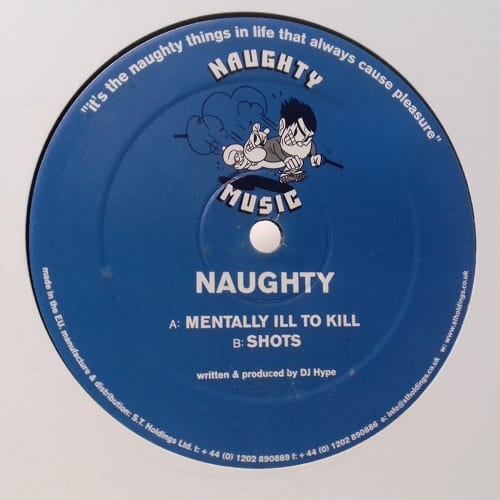 "it's the naughty things in life that always cause pleasure"
NAUGHTY
MUSIC
NAUGHTY
A: MENTALLY ILL TO KILL
B: SHOTS
written & produced by DJ Hype
made in the EU. manufacture & distribution: S.T. Holdings Ltd. t: + 44 (0) 1202 890889 f: + 44 (0) 1202 890886 e: info@stholdings.co.uk w: www.stholdings.co.uk